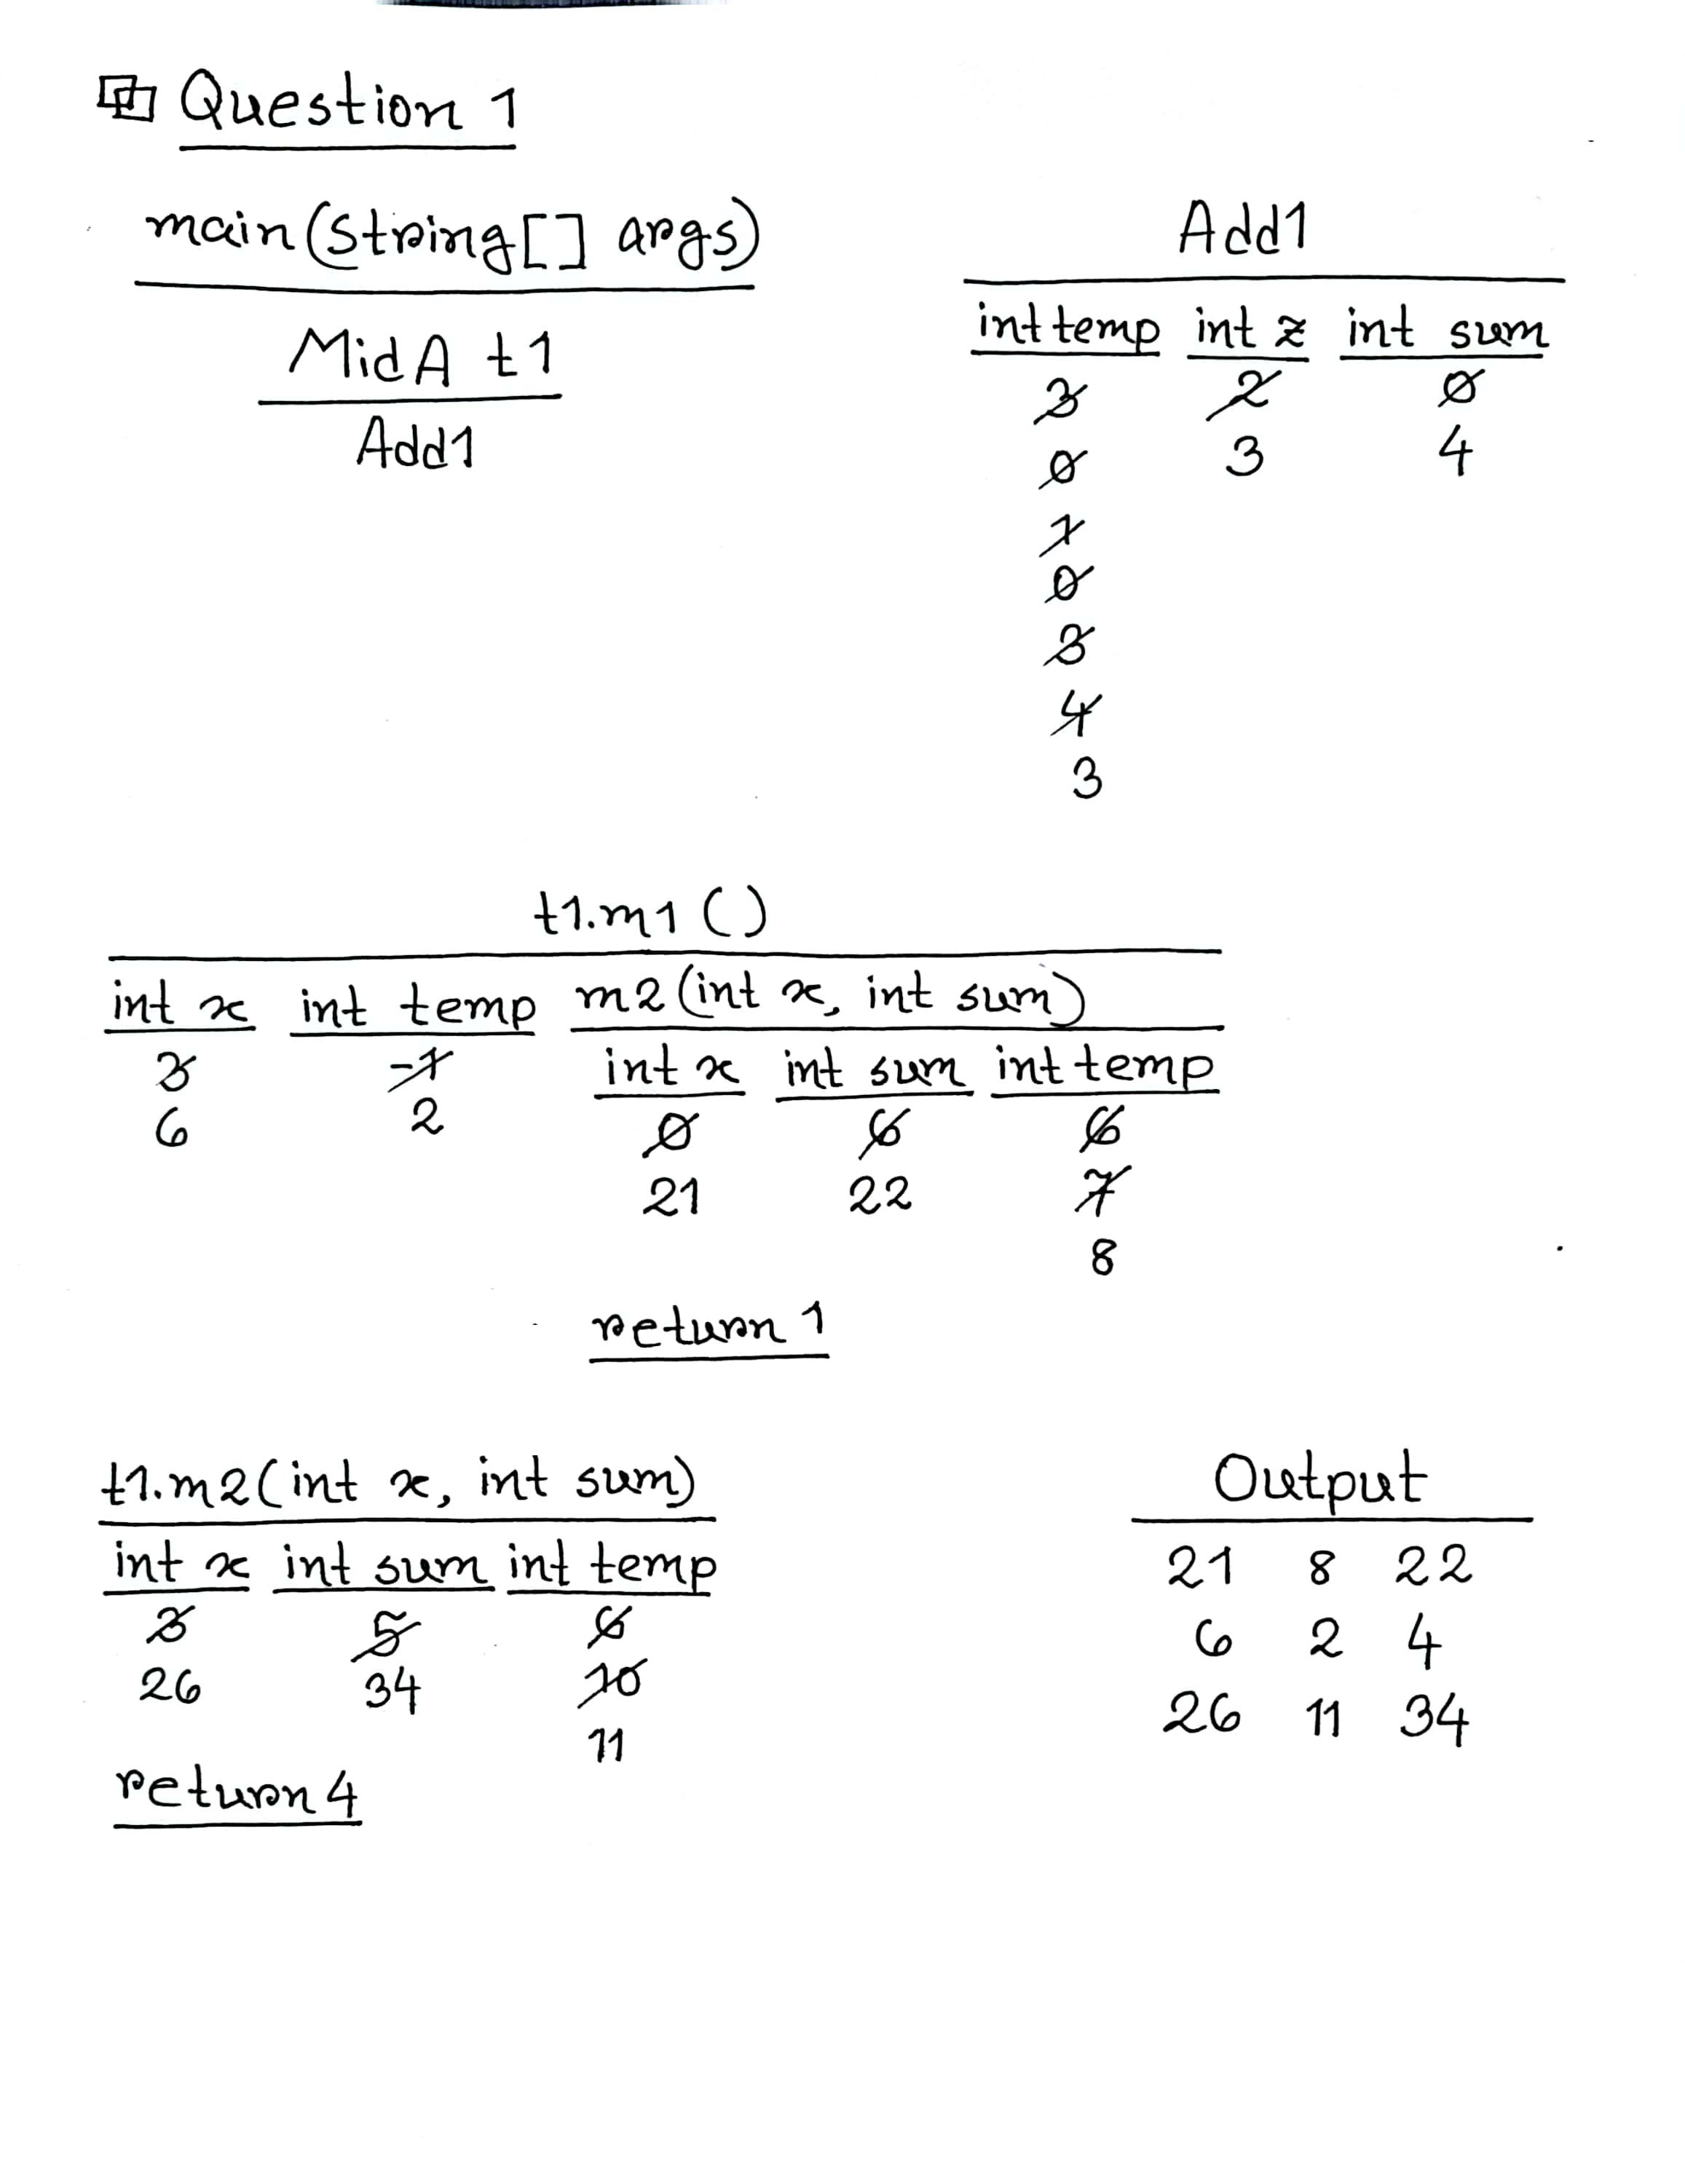 Question 1
main(String[] args)
MidA t1
Add1
Add1
int temp int z int sum
3 2 0
0 3 4
1
0
3
4
3
t1.m1 ()
int x int temp m2(int x, int sum)
3 -1 int x int sum int temp
6 2 0 6 6
21 22 7
8
return 1
t1.m2(int x, int sum)
int x int sum int temp
3 5 6
26 34 10
11
return 4
Output
21 8 22
6 2 4
26 11 34